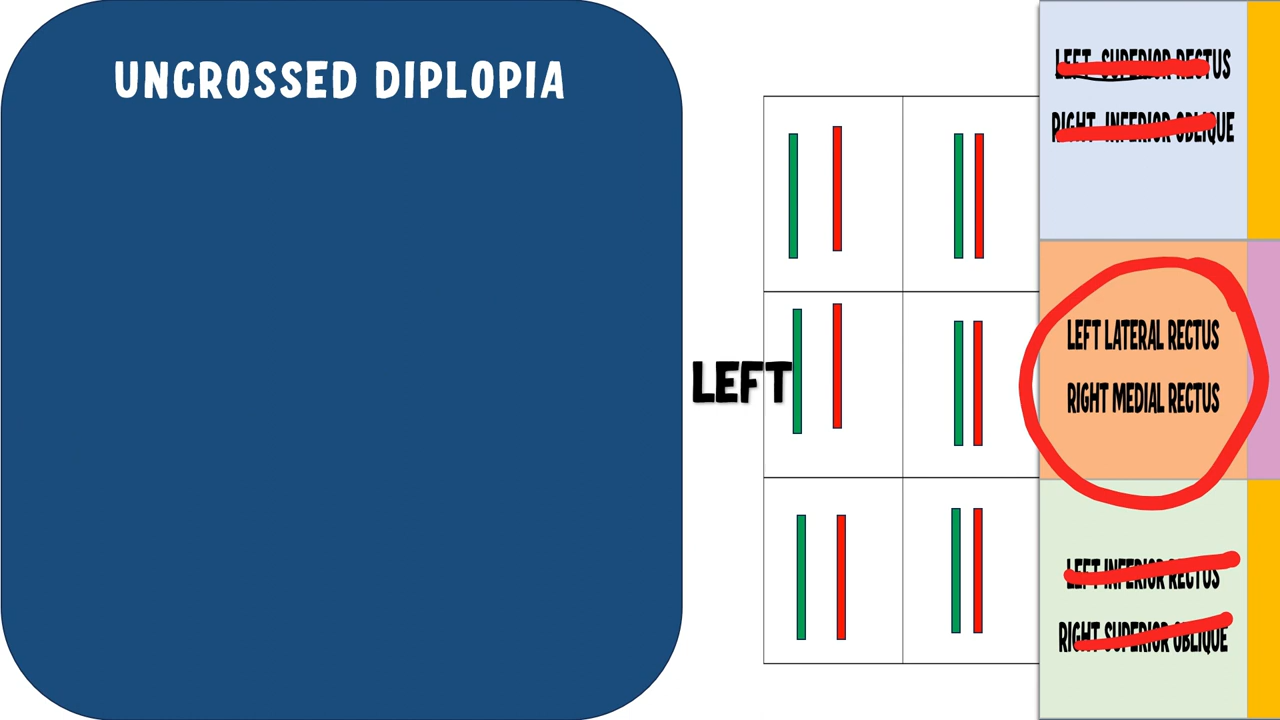 UNCROSSED DIPLOPIA
LEFT
LEFT SUPERIOR RECTUS
RIGHT INFERIOR OBLIQUE
LEFT LATERAL RECTUS
RIGHT MEDIAL RECTUS
LEFT INFERIOR RECTUS
RIGHT SUPERIOR OBLIQUE